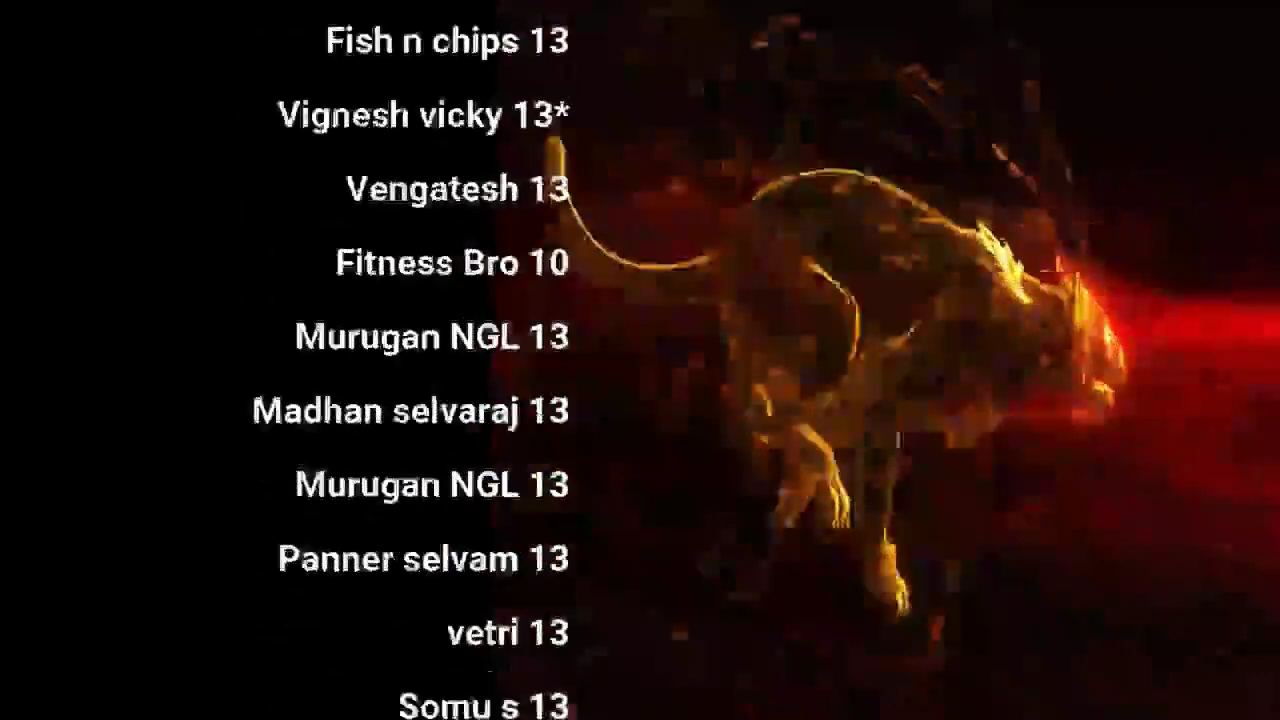 Fish n chips 13
Vignesh vicky 13*
Vengatesh 13
Fitness Bro 10
Murugan NGL 13
Madhan selvaraj 13
Murugan NGL 13
Panner selvam 13
vetri 13
Somu s 13